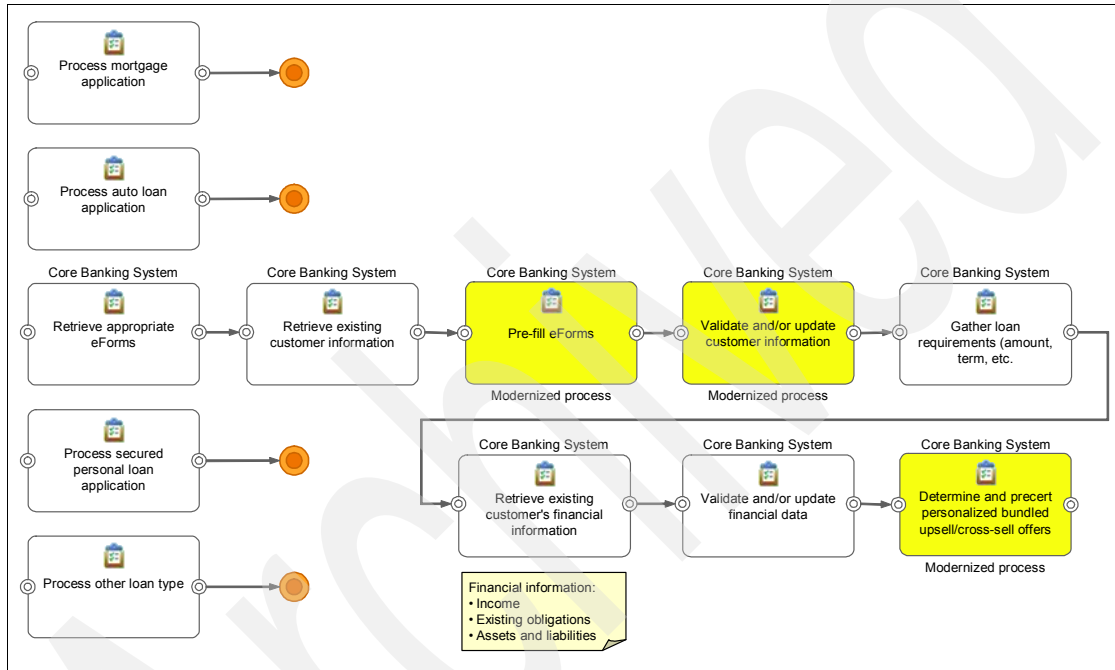 Process mortgage
application
Process auto loan
application
Core Banking System
Retrieve appropriate
eForms
Core Banking System
Retrieve existing
customer information
Core Banking System
Pre-fill eForms
Modernized process
Core Banking System
Validate and/or update
customer information
Modernized process
Core Banking System
Gather loan
requirements (amount,
term, etc.
Process secured
personal loan
application
Core Banking System
Retrieve existing
customer's financial
information
Core Banking System
Validate and/or update
financial data
Core Banking System
Determine and precert
personalized bundled
upsell/cross-sell offers
Modernized process
Process other loan type
Financial information:
• Income
• Existing obligations
• Assets and liabilities
Archived